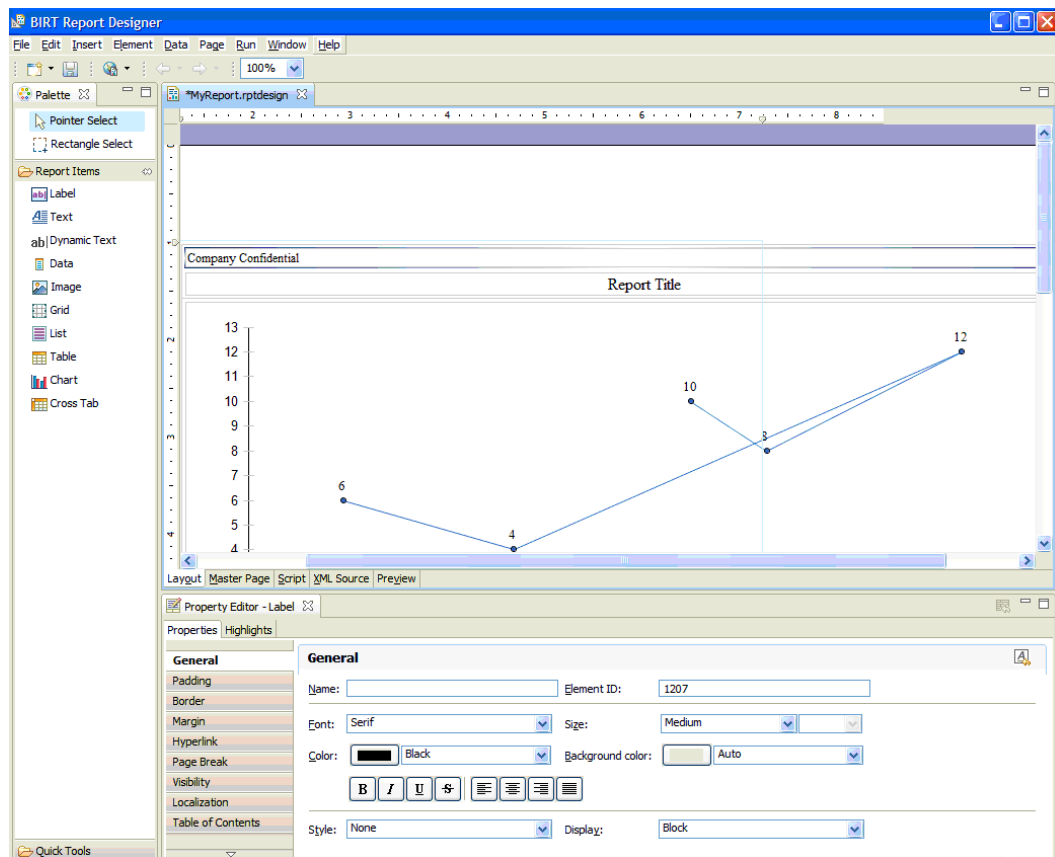 BIRT Report Designer
File Edit Insert Element Data Page Run Window Help
100%
Palette
*MyReport.rptdesign
Pointer Select
Rectangle Select
Report Items
Label
Text
Dynamic Text
Data
Image
Grid
List
Table
Chart
Cross Tab
Quick Tools
2 3 4 5 6 7 8
0
2
3
4
Company Confidential
Report Title
13
12
11
10
9
8
7
6
5
4
6
4
10
8
12
Layout Master Page Script XML Source Preview
Property Editor - Label
Properties Highlights
General
Padding
Border
Margin
Hyperlink
Page Break
Visibility
Localization
Table of Contents
General
Name: Element ID: 1207
Font: Serif Size: Medium
Color: Black Background color: Auto
B I U S
Style: None Display: Block